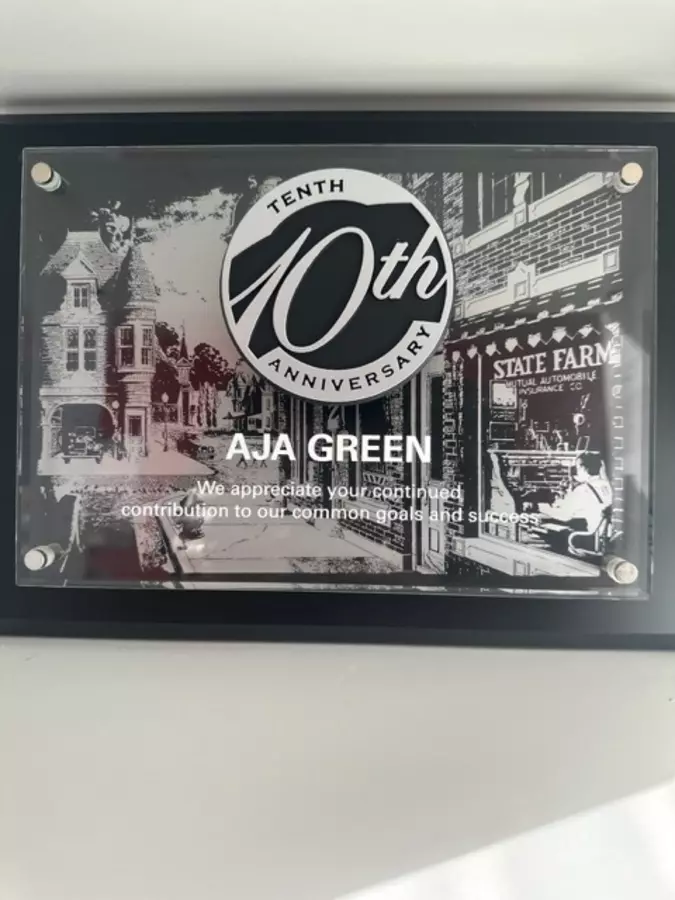 TENTH
10th
ANNIVERSARY
STATE FARM
MUTUAL AUTOMOBILE
INSURANCE CO.
AJA GREEN
We appreciate your continued
contribution to our common goals and success.